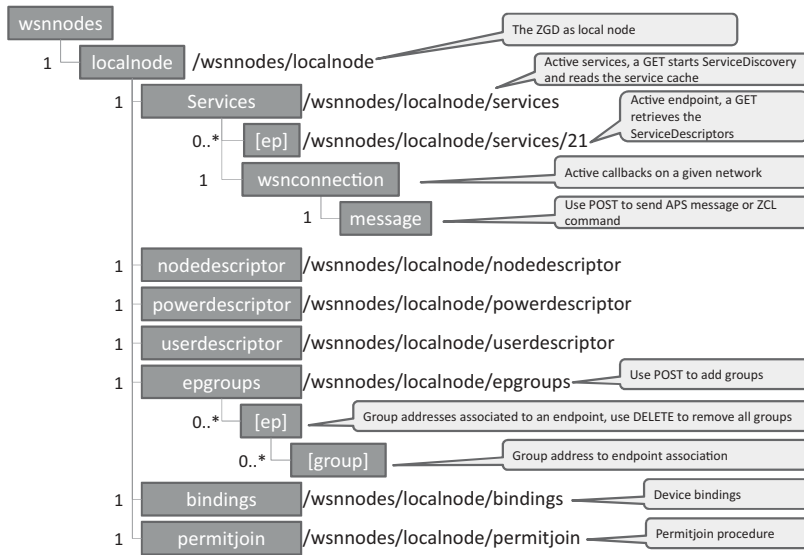 wsnnodes
The ZGD as local node
1 localnode /wsnnodes/localnode
Active services, a GET starts ServiceDiscovery
and reads the service cache
1 Services /wsnnodes/localnode/services
Active endpoint, a GET
retrieves the
ServiceDescriptors
0..* [ep] /wsnnodes/localnode/services/21
1 wsnconnection
Active callbacks on a given network
1 message
Use POST to send APS message or ZCL
command
1 nodedescriptor /wsnnodes/localnode/nodedescriptor
1 powerdescriptor /wsnnodes/localnode/powerdescriptor
1 userdescriptor /wsnnodes/localnode/userdescriptor
1 epgroups /wsnnodes/localnode/epgroups
Use POST to add groups
0..* [ep]
Group addresses associated to an endpoint, use DELETE to remove all groups
0..* [group]
Group address to endpoint association
1 bindings /wsnnodes/localnode/bindings
Device bindings
1 permitjoin /wsnnodes/localnode/permitjoin
Permitjoin procedure